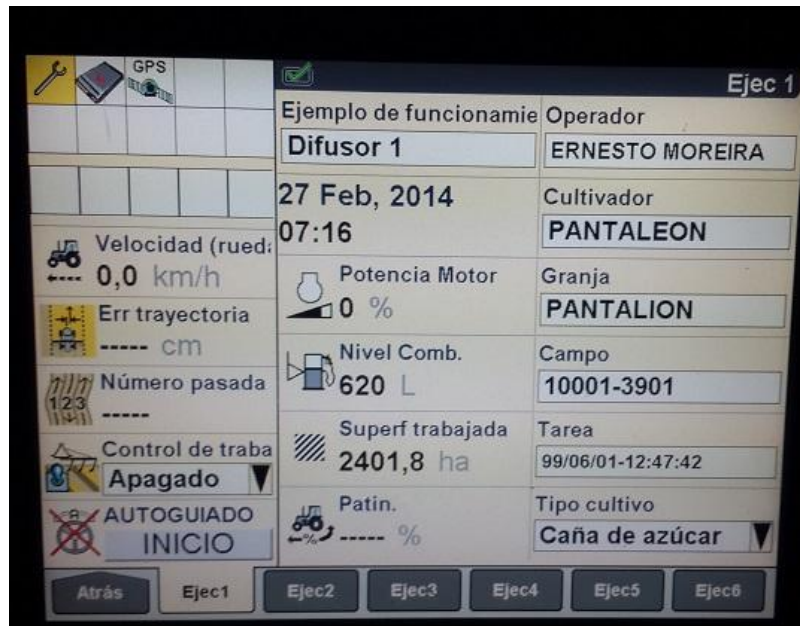 GPS
Ejec 1
Ejemplo de funcionamie
Difusor 1
Operador
ERNESTO MOREIRA
27 Feb, 2014
07:16
Cultivador
PANTALEON
Velocidad (rueda
0,0 km/h
Potencia Motor
0 %
Granja
PANTALION
Err trayectoria
----- cm
Nivel Comb.
620 L
Campo
10001-3901
Número pasada
123
-----
Superf trabajada
2401,8 ha
Tarea
99/06/01-12:47:42
Control de traba
Apagado
Patin.
----- %
Tipo cultivo
Caña de azúcar
AUTOGUIADO
INICIO
Atrás
Ejec1
Ejec2
Ejec3
Ejec4
Ejec5
Ejec6